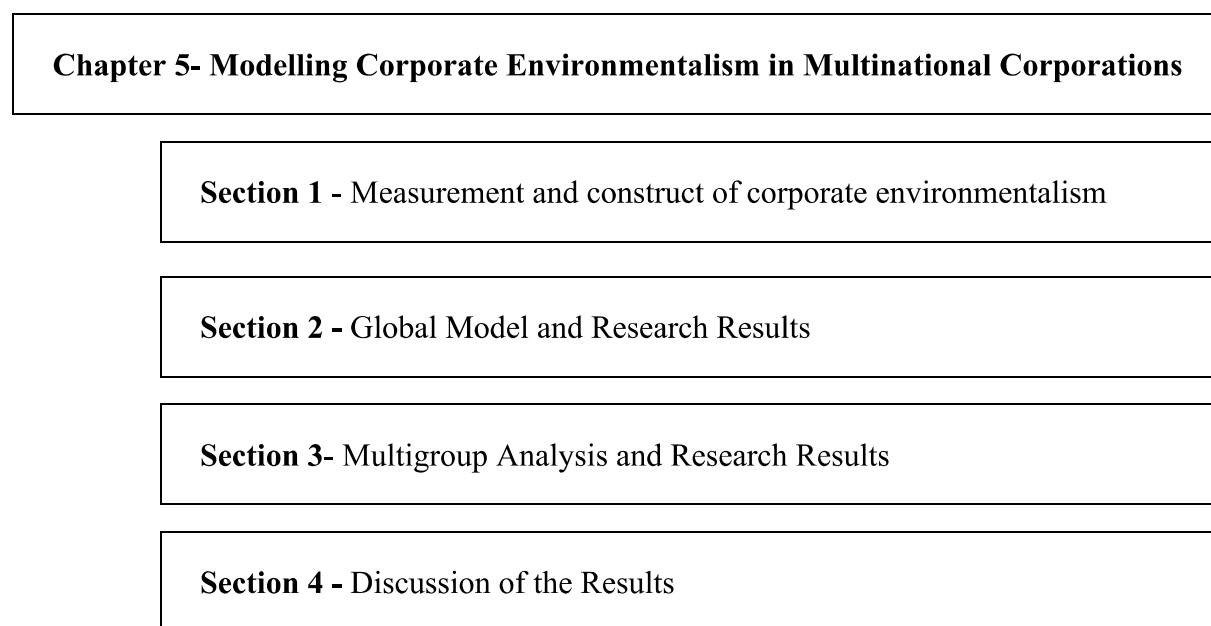 Chapter 5- Modelling Corporate Environmentalism in Multinational Corporations
Section 1 - Measurement and construct of corporate environmentalism
Section 2 - Global Model and Research Results
Section 3- Multigroup Analysis and Research Results
Section 4 - Discussion of the Results